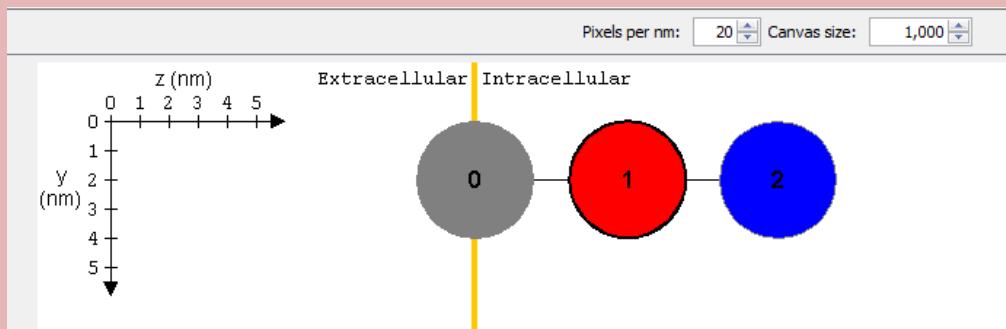 Pixels per nm: 20 Canvas size: 1,000
z (nm) Extracellular Intracellular
0 1 2 3 4 5
0
1
y 2 0 1 2
(nm) 3
4
5